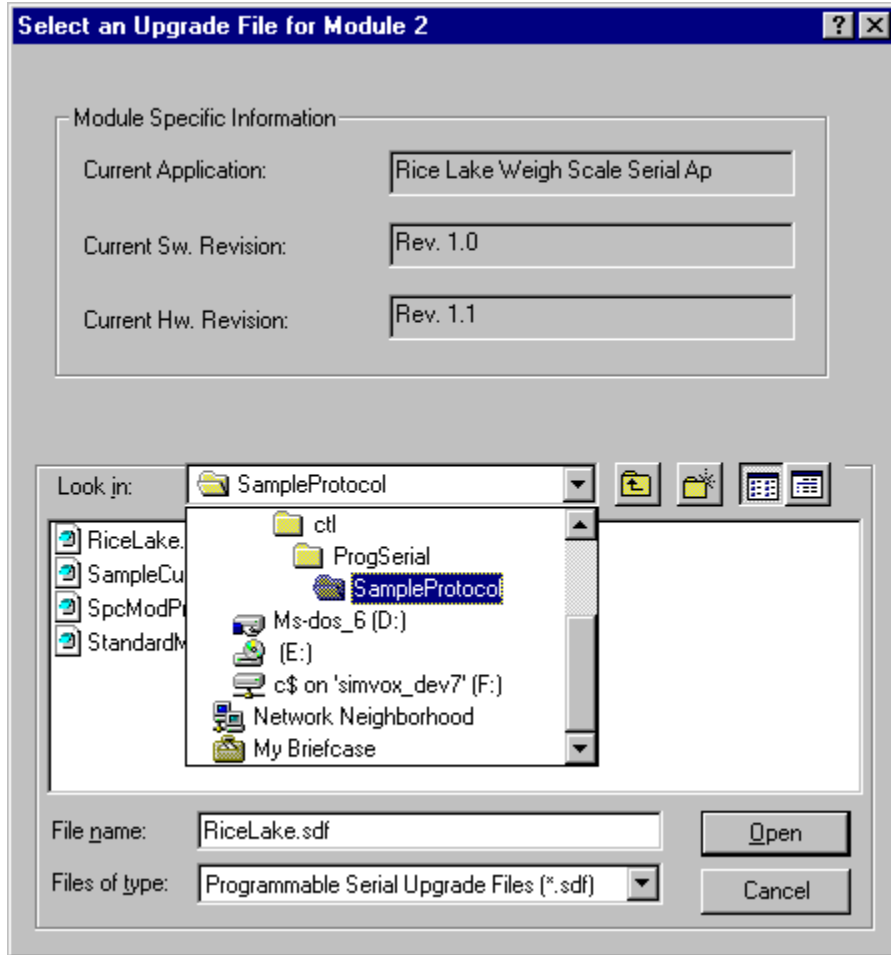 Select an Upgrade File for Module 2
Module Specific Information
Current Application: Rice Lake Weigh Scale Serial Ap
Current Sw. Revision: Rev. 1.0
Current Hw. Revision: Rev. 1.1
Look in: SampleProtocol
RiceLake.
SampleCu
SpcModPr
StandardM
ctl
ProgSerial
SampleProtocol
Ms-dos_6 (D:)
(E:)
c$ on 'simvox_dev7' (F:)
Network Neighborhood
My Briefcase
File name: RiceLake.sdf
Open
Files of type: Programmable Serial Upgrade Files (*.sdf)
Cancel